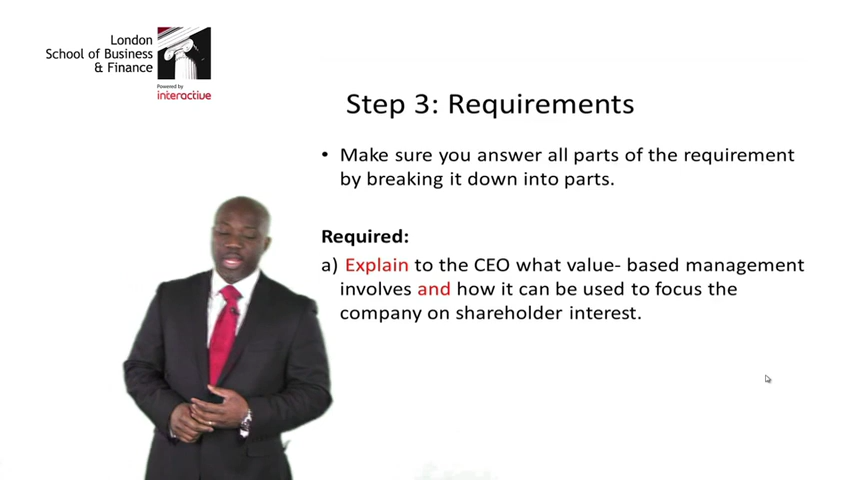 London
School of Business
& Finance
Powered by
interactive
Step 3: Requirements
• Make sure you answer all parts of the requirement
by breaking it down into parts.
Required:
a) Explain to the CEO what value- based management
involves and how it can be used to focus the
company on shareholder interest.